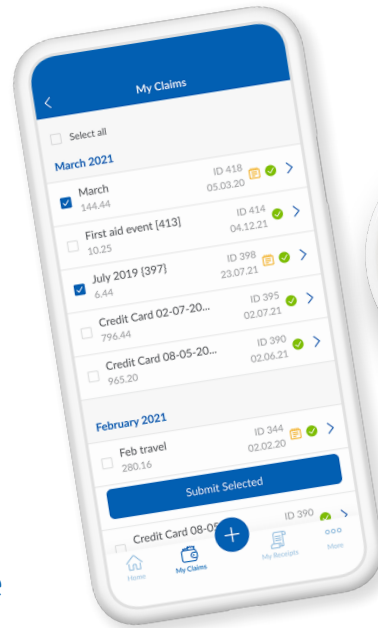 My Claims
Select all
March 2021
March
ID 418
144.44
05.03.20
First aid event [413]
ID 414
10.25
04.12.21
July 2019 {397}
ID 398
6.44
23.07.21
Credit Card 02-07-20...
ID 395
796.44
02.07.21
Credit Card 08-05-20...
ID 390
965.20
02.06.21
February 2021
Feb travel
ID 344
280.16
02.02.20
Submit Selected
Credit Card 08-05
ID 390
Home
My Claims
My Receipts
More